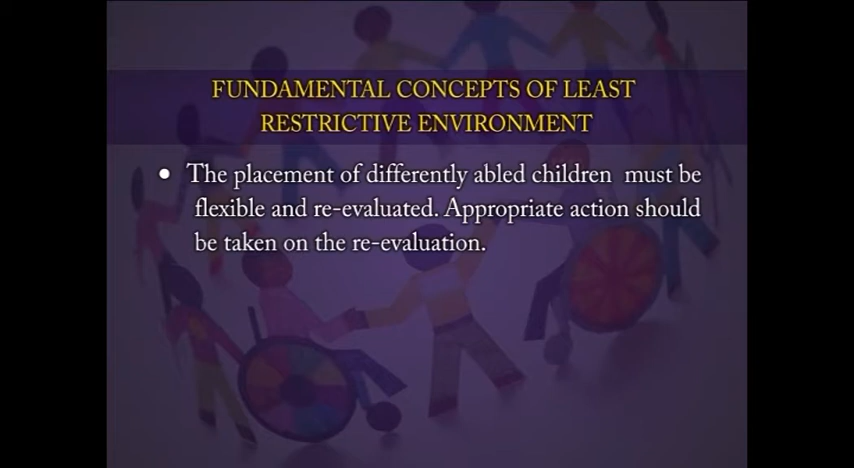 FUNDAMENTAL CONCEPTS OF LEAST
RESTRICTIVE ENVIRONMENT
• The placement of differently abled children must be
flexible and re-evaluated. Appropriate action should
be taken on the re-evaluation.